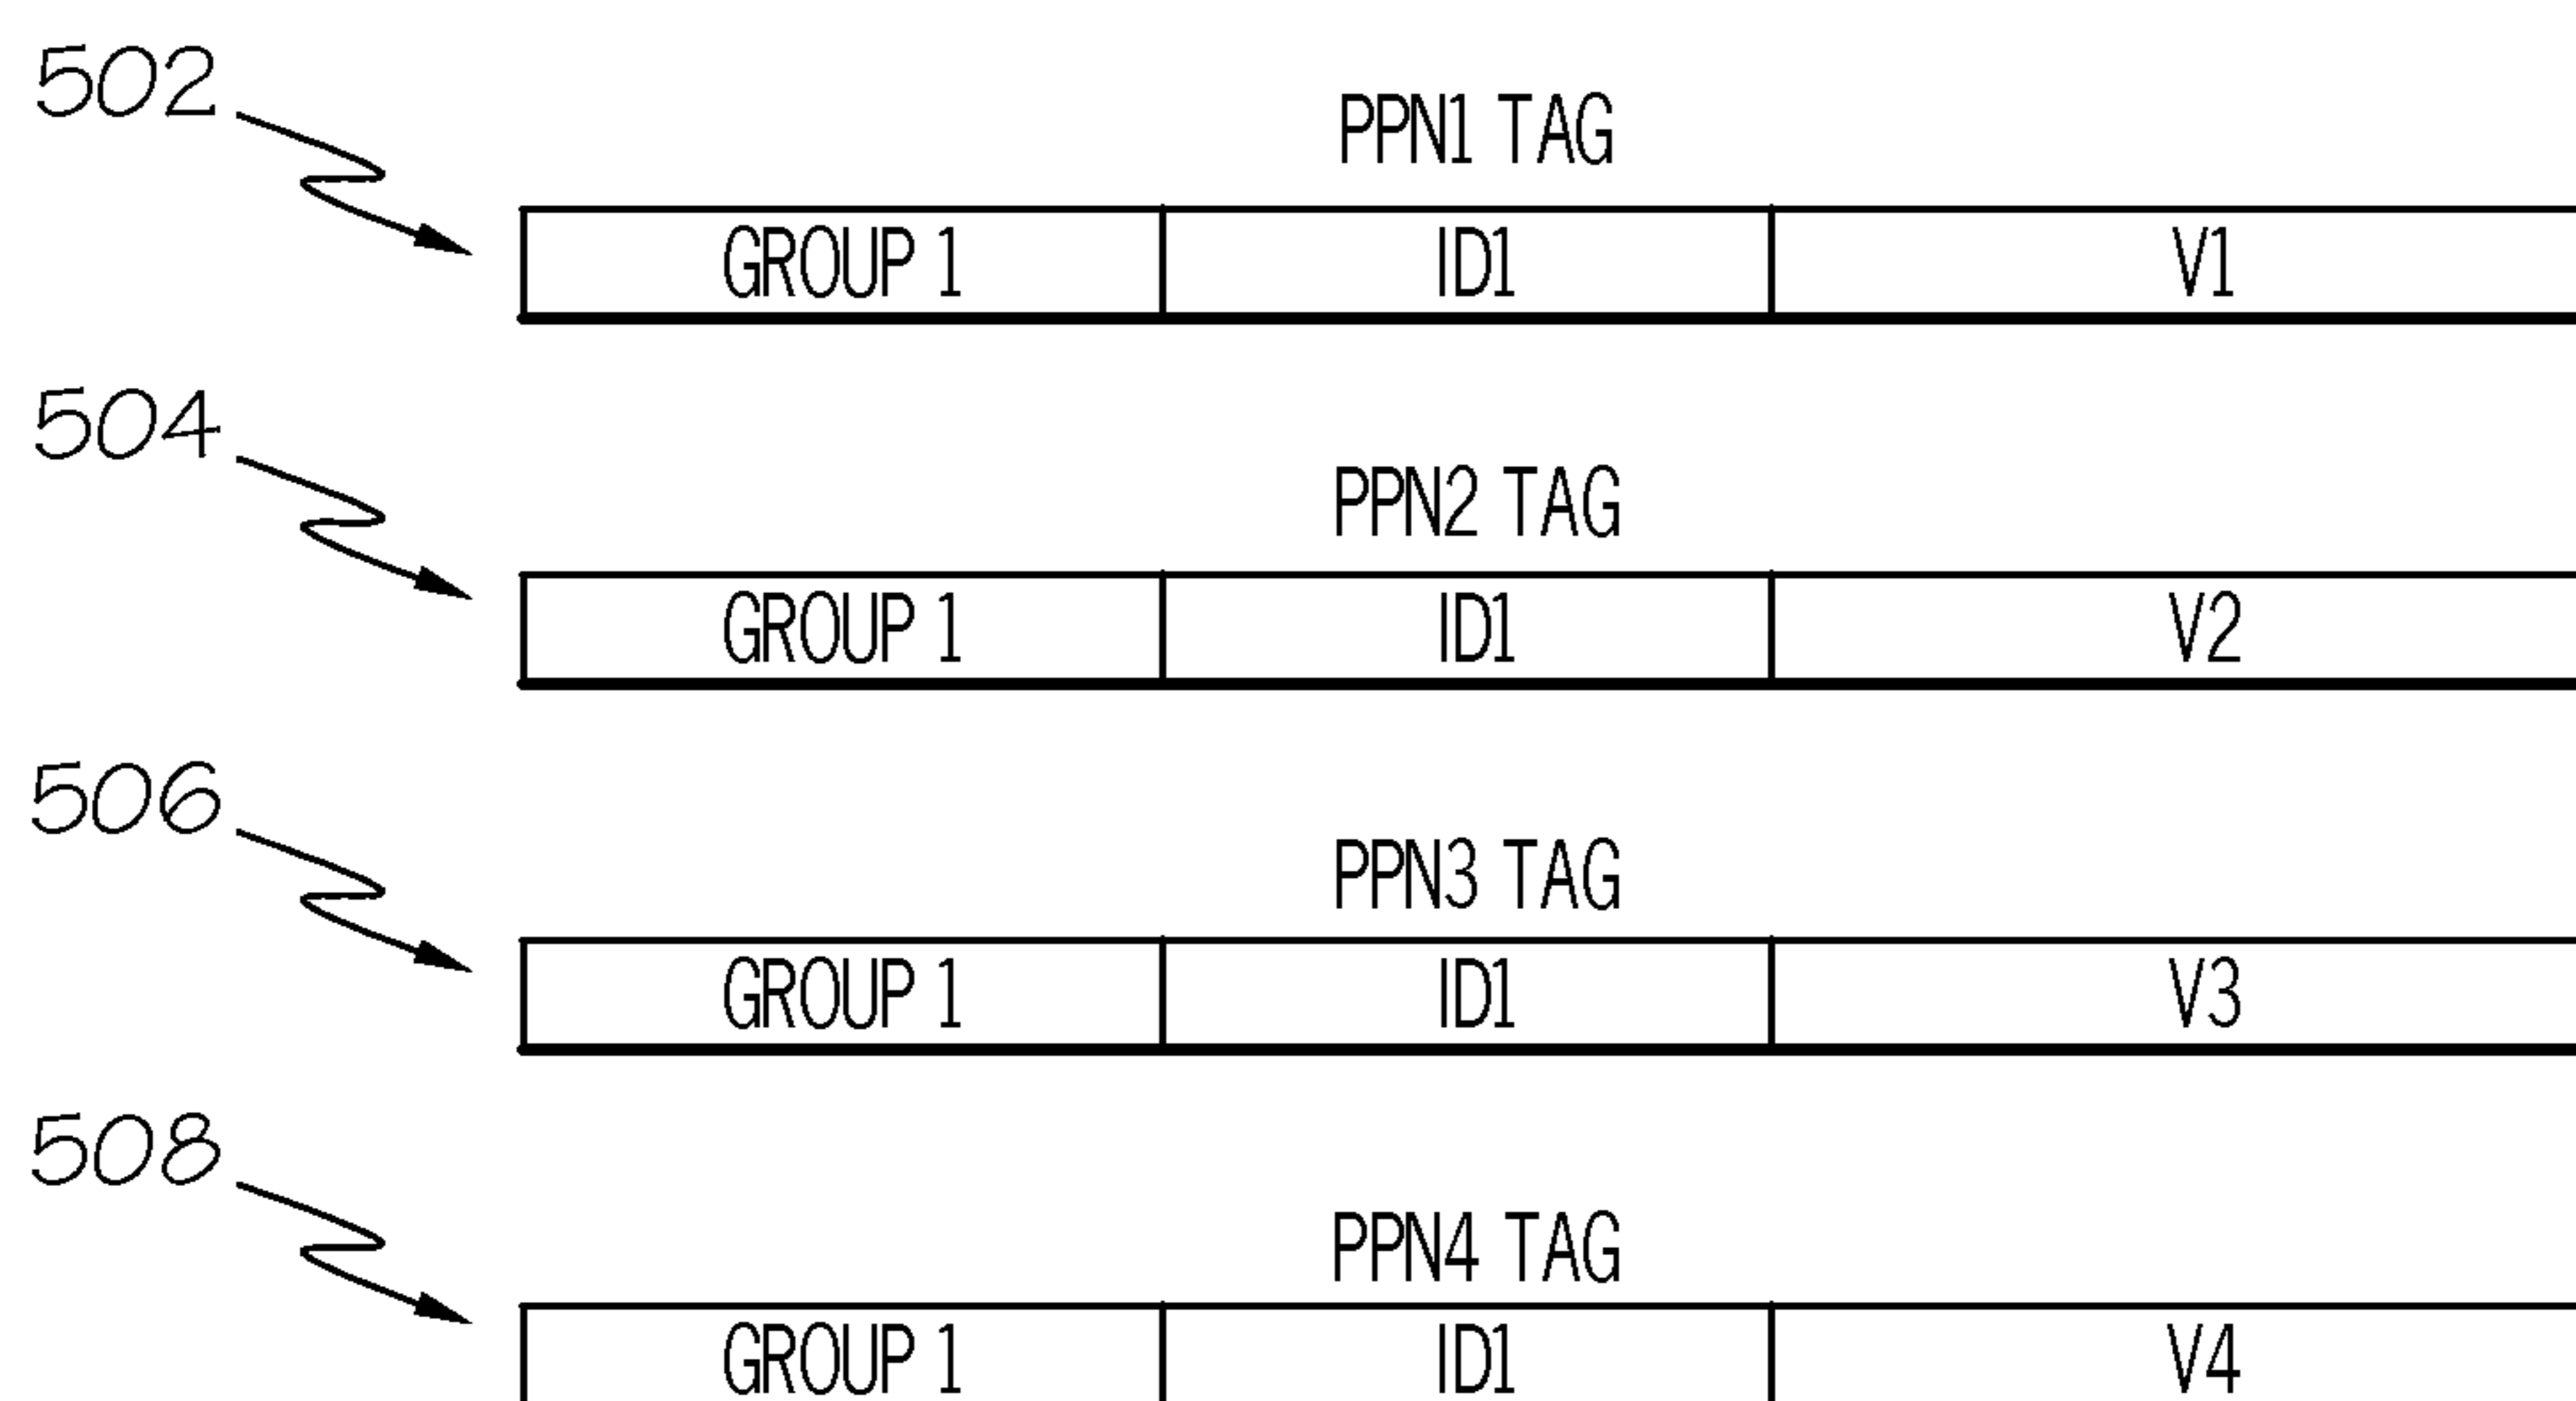 502
PPN1 TAG
GROUP 1 ID1 V1
504
PPN2 TAG
GROUP 1 ID1 V2
506
PPN3 TAG
GROUP 1 ID1 V3
508
PPN4 TAG
GROUP 1 ID1 V4